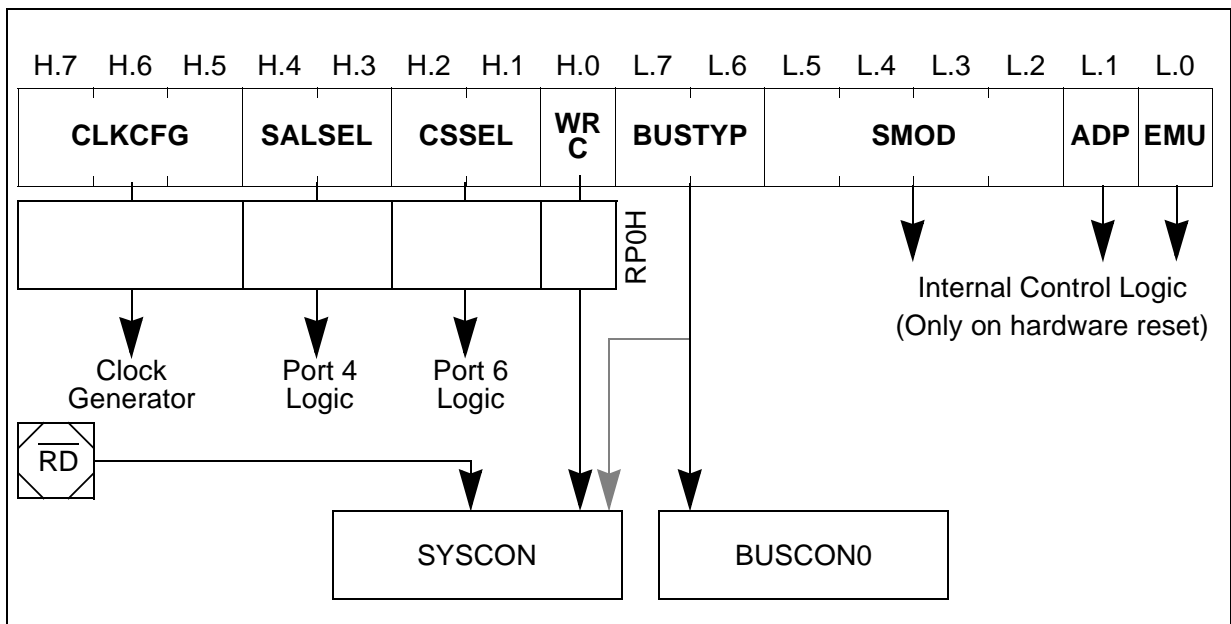 H.7 H.6 H.5 H.4 H.3 H.2 H.1 H.0 L.7 L.6 L.5 L.4 L.3 L.2 L.1 L.0
CLKCFG SALSEL CSSEL WR C BUSTYP SMOD ADP EMU
RP0H
Internal Control Logic
(Only on hardware reset)
Clock
Generator
Port 4
Logic
Port 6
Logic
RD
SYSCON
BUSCON0